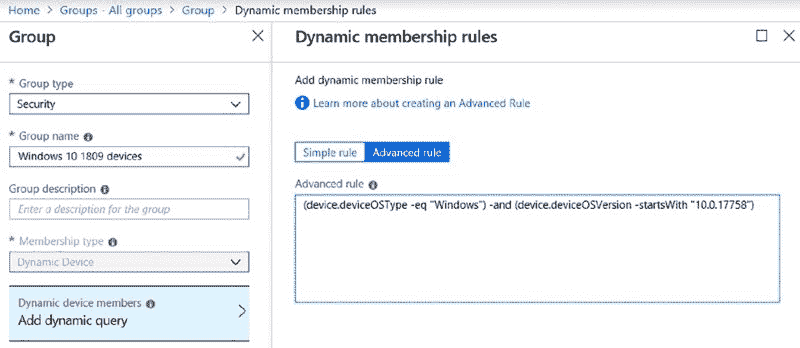 Home > Groups - All groups > Group > Dynamic membership rules
Group
Dynamic membership rules
* Group type
Security
* Group name
Windows 10 1809 devices
Group description
Enter a description for the group
* Membership type
Dynamic Device
Dynamic device members
Add dynamic query
Add dynamic membership rule
Learn more about creating an Advanced Rule
Simple rule
Advanced rule
Advanced rule
(device.deviceOSType -eq "Windows") -and (device.deviceOSVersion -startsWith "10.0.17758")